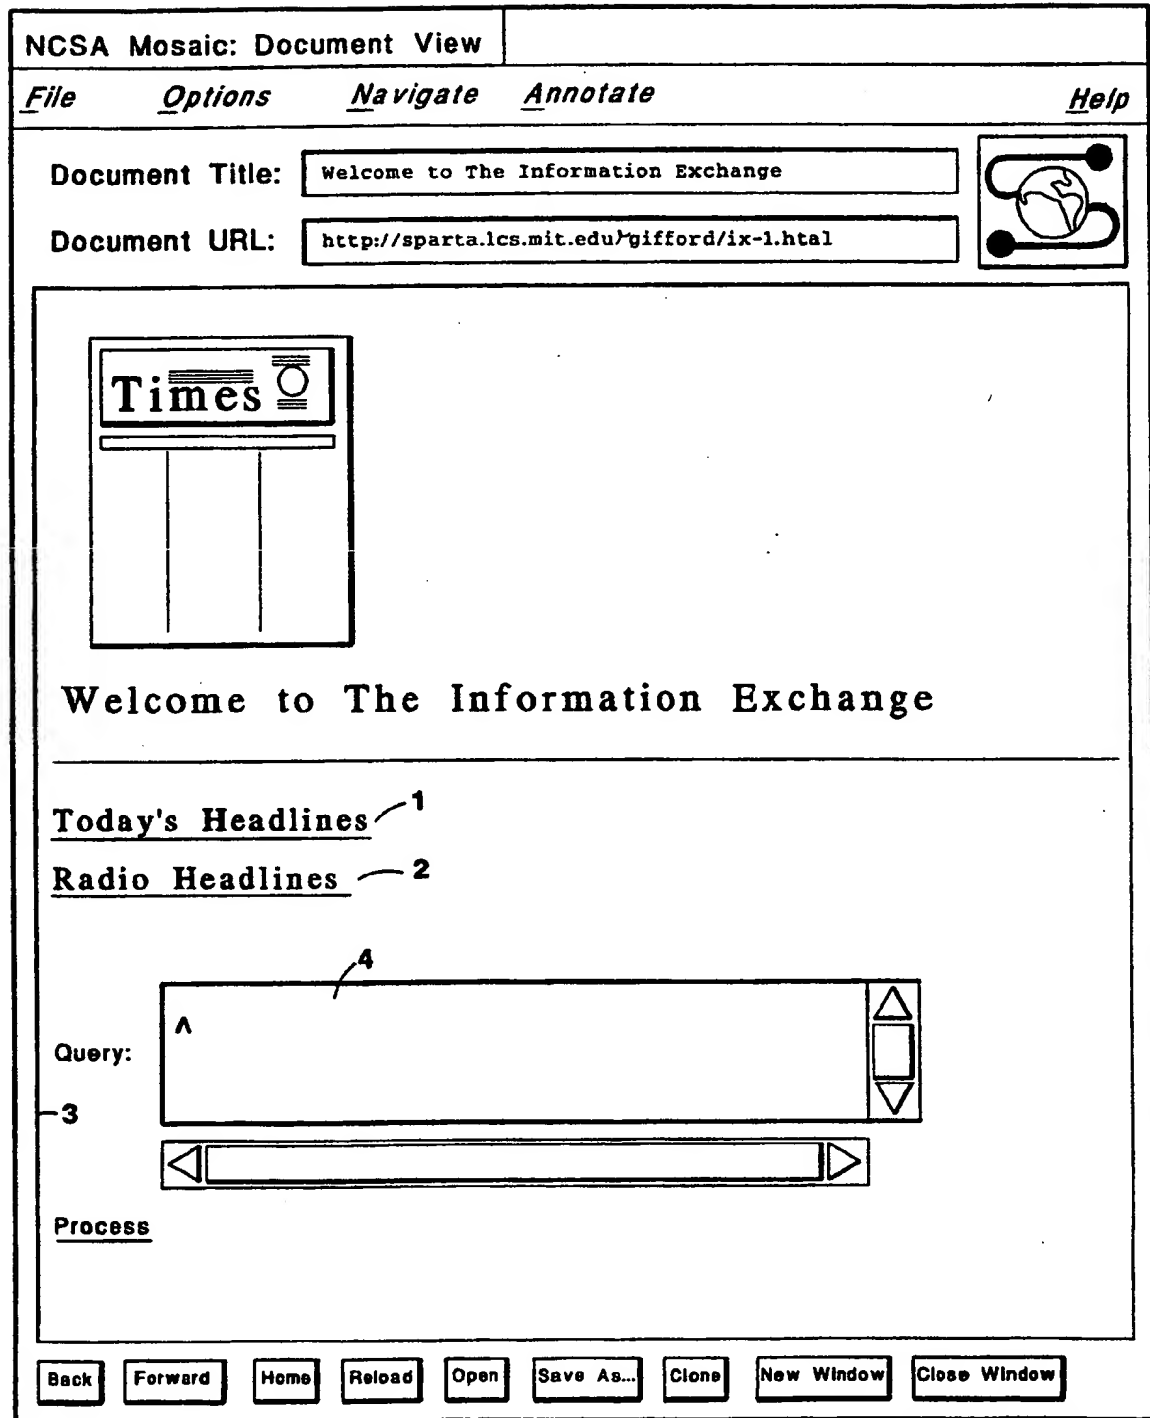 NCSA Mosaic: Document View
File Options Navigate Annotate Help
Document Title: Welcome to The Information Exchange
Document URL: http://sparta.lcs.mit.edu/~gifford/ix-1.htal
Times
Welcome to The Information Exchange
Today's Headlines 1
Radio Headlines 2
4
^
Query:
3
Process
Back Forward Home Reload Open Save As... Clone New Window Close Window